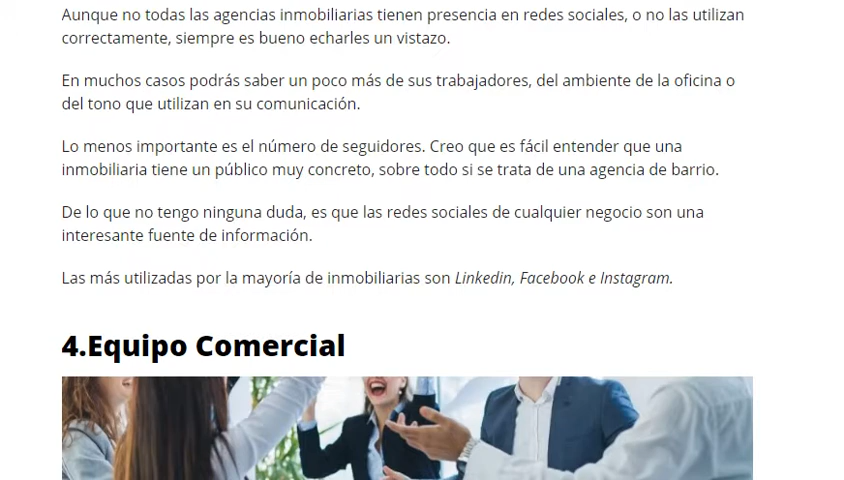 Aunque no todas las agencias inmobiliarias tienen presencia en redes sociales, o no las utilizan
correctamente, siempre es bueno echarles un vistazo.
En muchos casos podrás saber un poco más de sus trabajadores, del ambiente de la oficina o
del tono que utilizan en su comunicación.
Lo menos importante es el número de seguidores. Creo que es fácil entender que una
inmobiliaria tiene un público muy concreto, sobre todo si se trata de una agencia de barrio.
De lo que no tengo ninguna duda, es que las redes sociales de cualquier negocio son una
interesante fuente de información.
Las más utilizadas por la mayoría de inmobiliarias son Linkedin, Facebook e Instagram.
4.Equipo Comercial